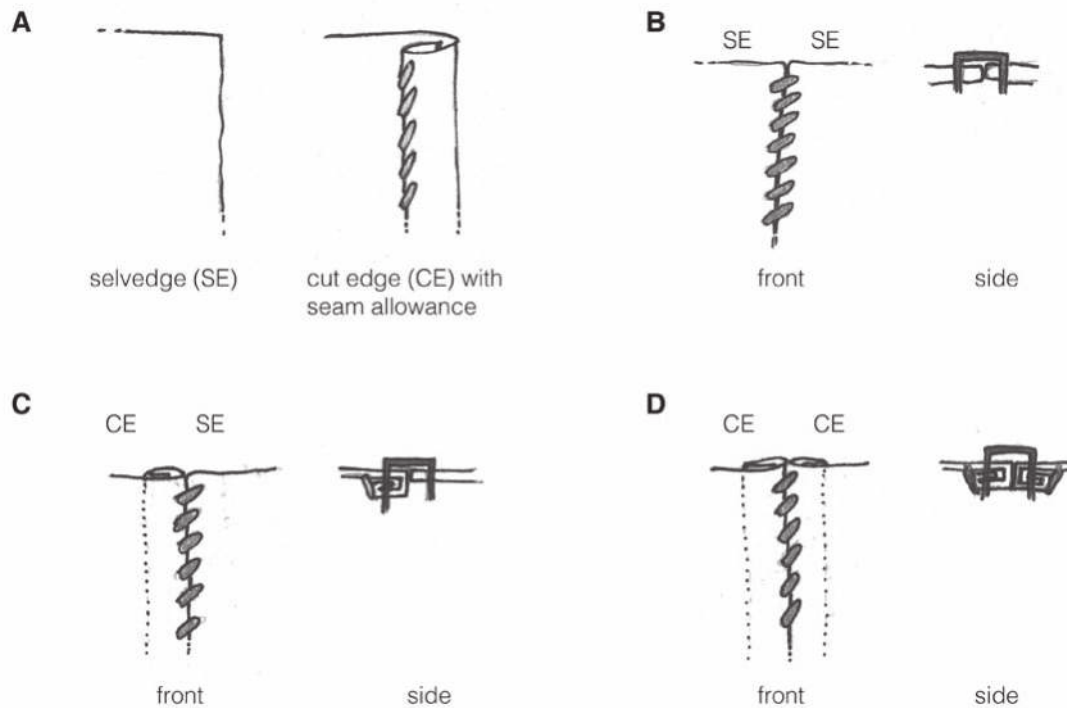 A
selvedge (SE)
cut edge (CE) with
seam allowance
B
SE SE
front side
C
CE SE
front side
D
CE CE
front side